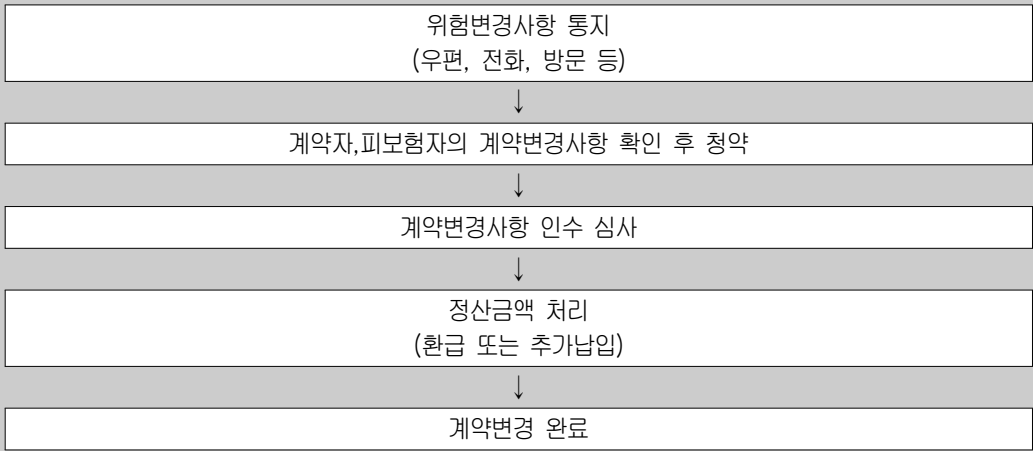 위험변경사항 통지
(우편, 전화, 방문 등)
↓
계약자,피보험자의 계약변경사항 확인 후 청약
↓
계약변경사항 인수 심사
↓
정산금액 처리
(환급 또는 추가납입)
↓
계약변경 완료